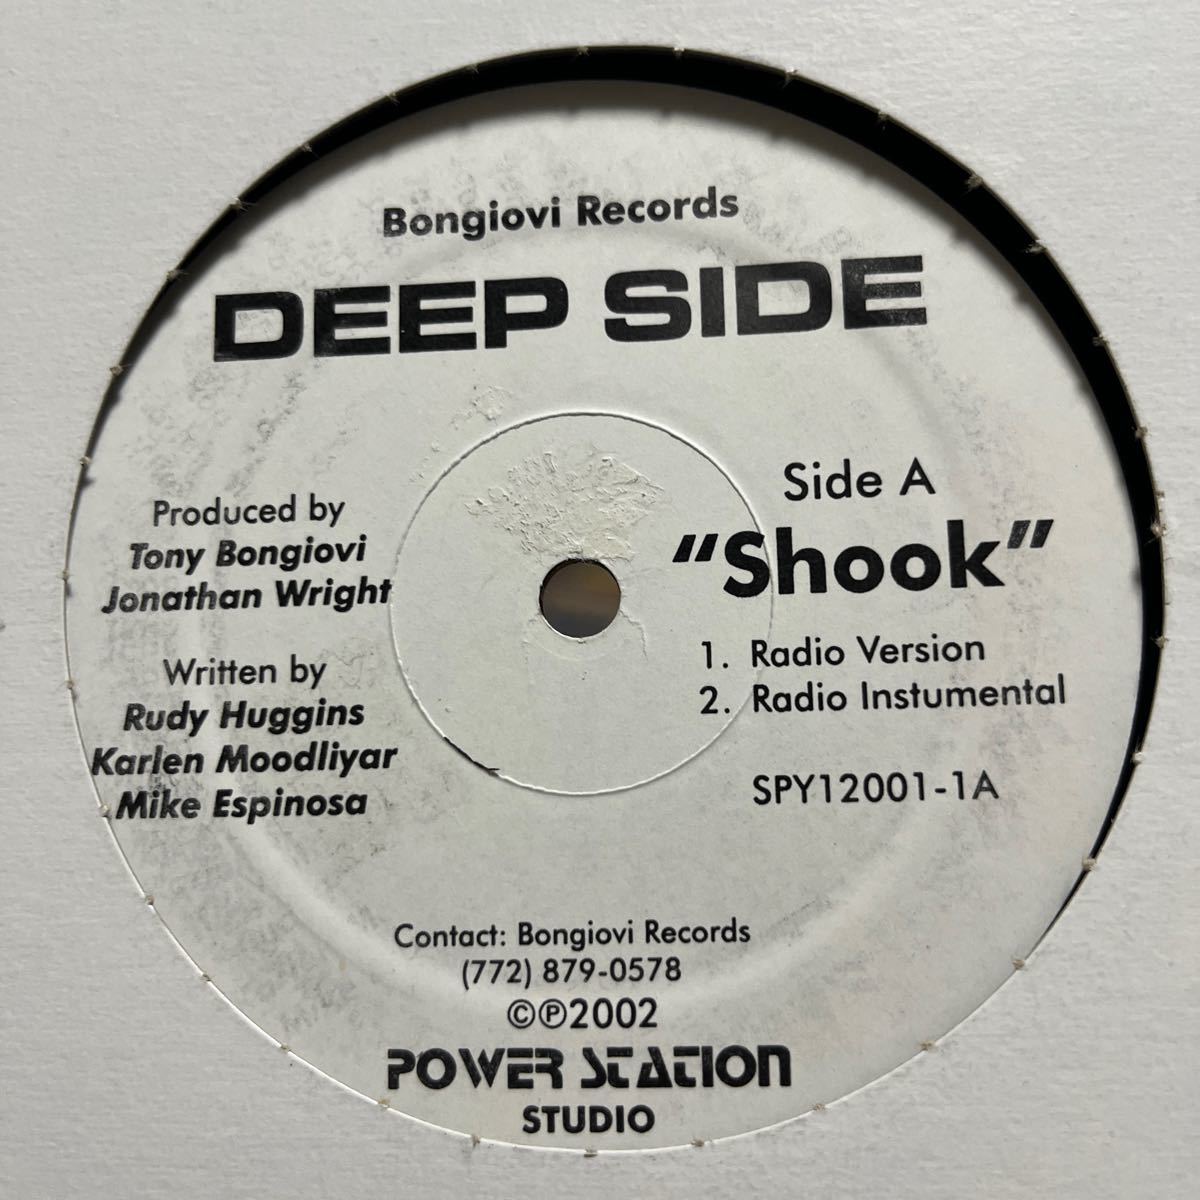 Bongiovi Records
DEEP SIDE
Produced by
Tony Bongiovi
Jonathan Wright
Written by
Rudy Huggins
Karlen Moodliyar
Mike Espinosa
Side A
"Shook"
1. Radio Version
2. Radio Instumental
SPY12001-1A
Contact: Bongiovi Records
(772) 879-0578
©℗2002
POWER STATION
STUDIO